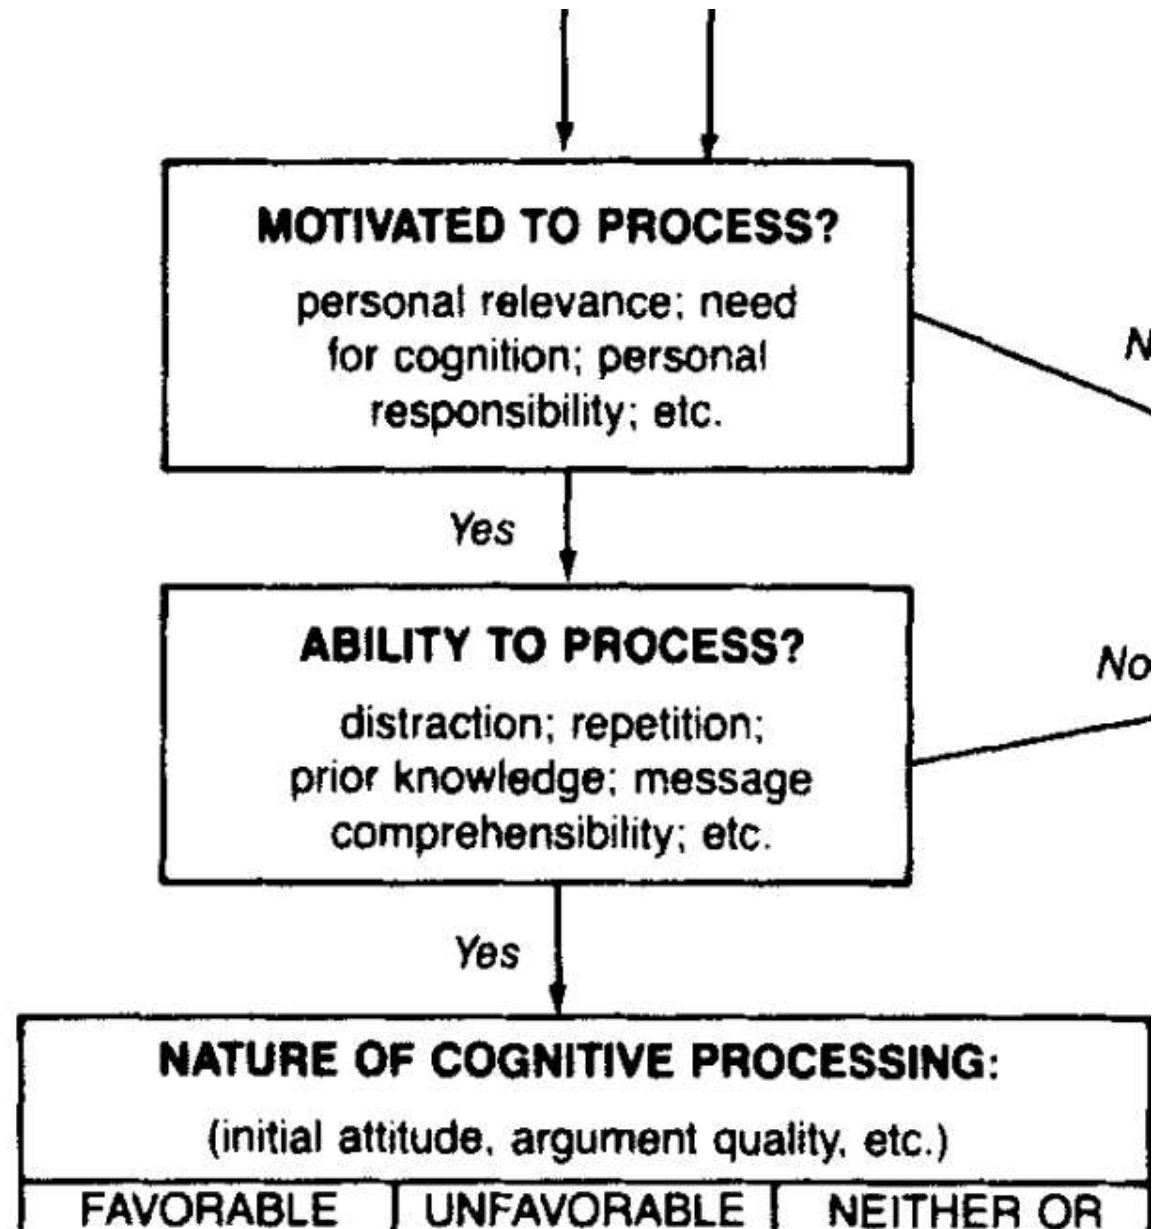 MOTIVATED TO PROCESS?
personal relevance; need
for cognition; personal
responsibility; etc.
N
Yes
ABILITY TO PROCESS?
No
distraction; repetition;
prior knowledge; message
comprehensibility; etc.
Yes
NATURE OF COGNITIVE PROCESSING:
(initial attitude, argument quality, etc.)
FAVORABLE UNFAVORABLE NEITHER OR